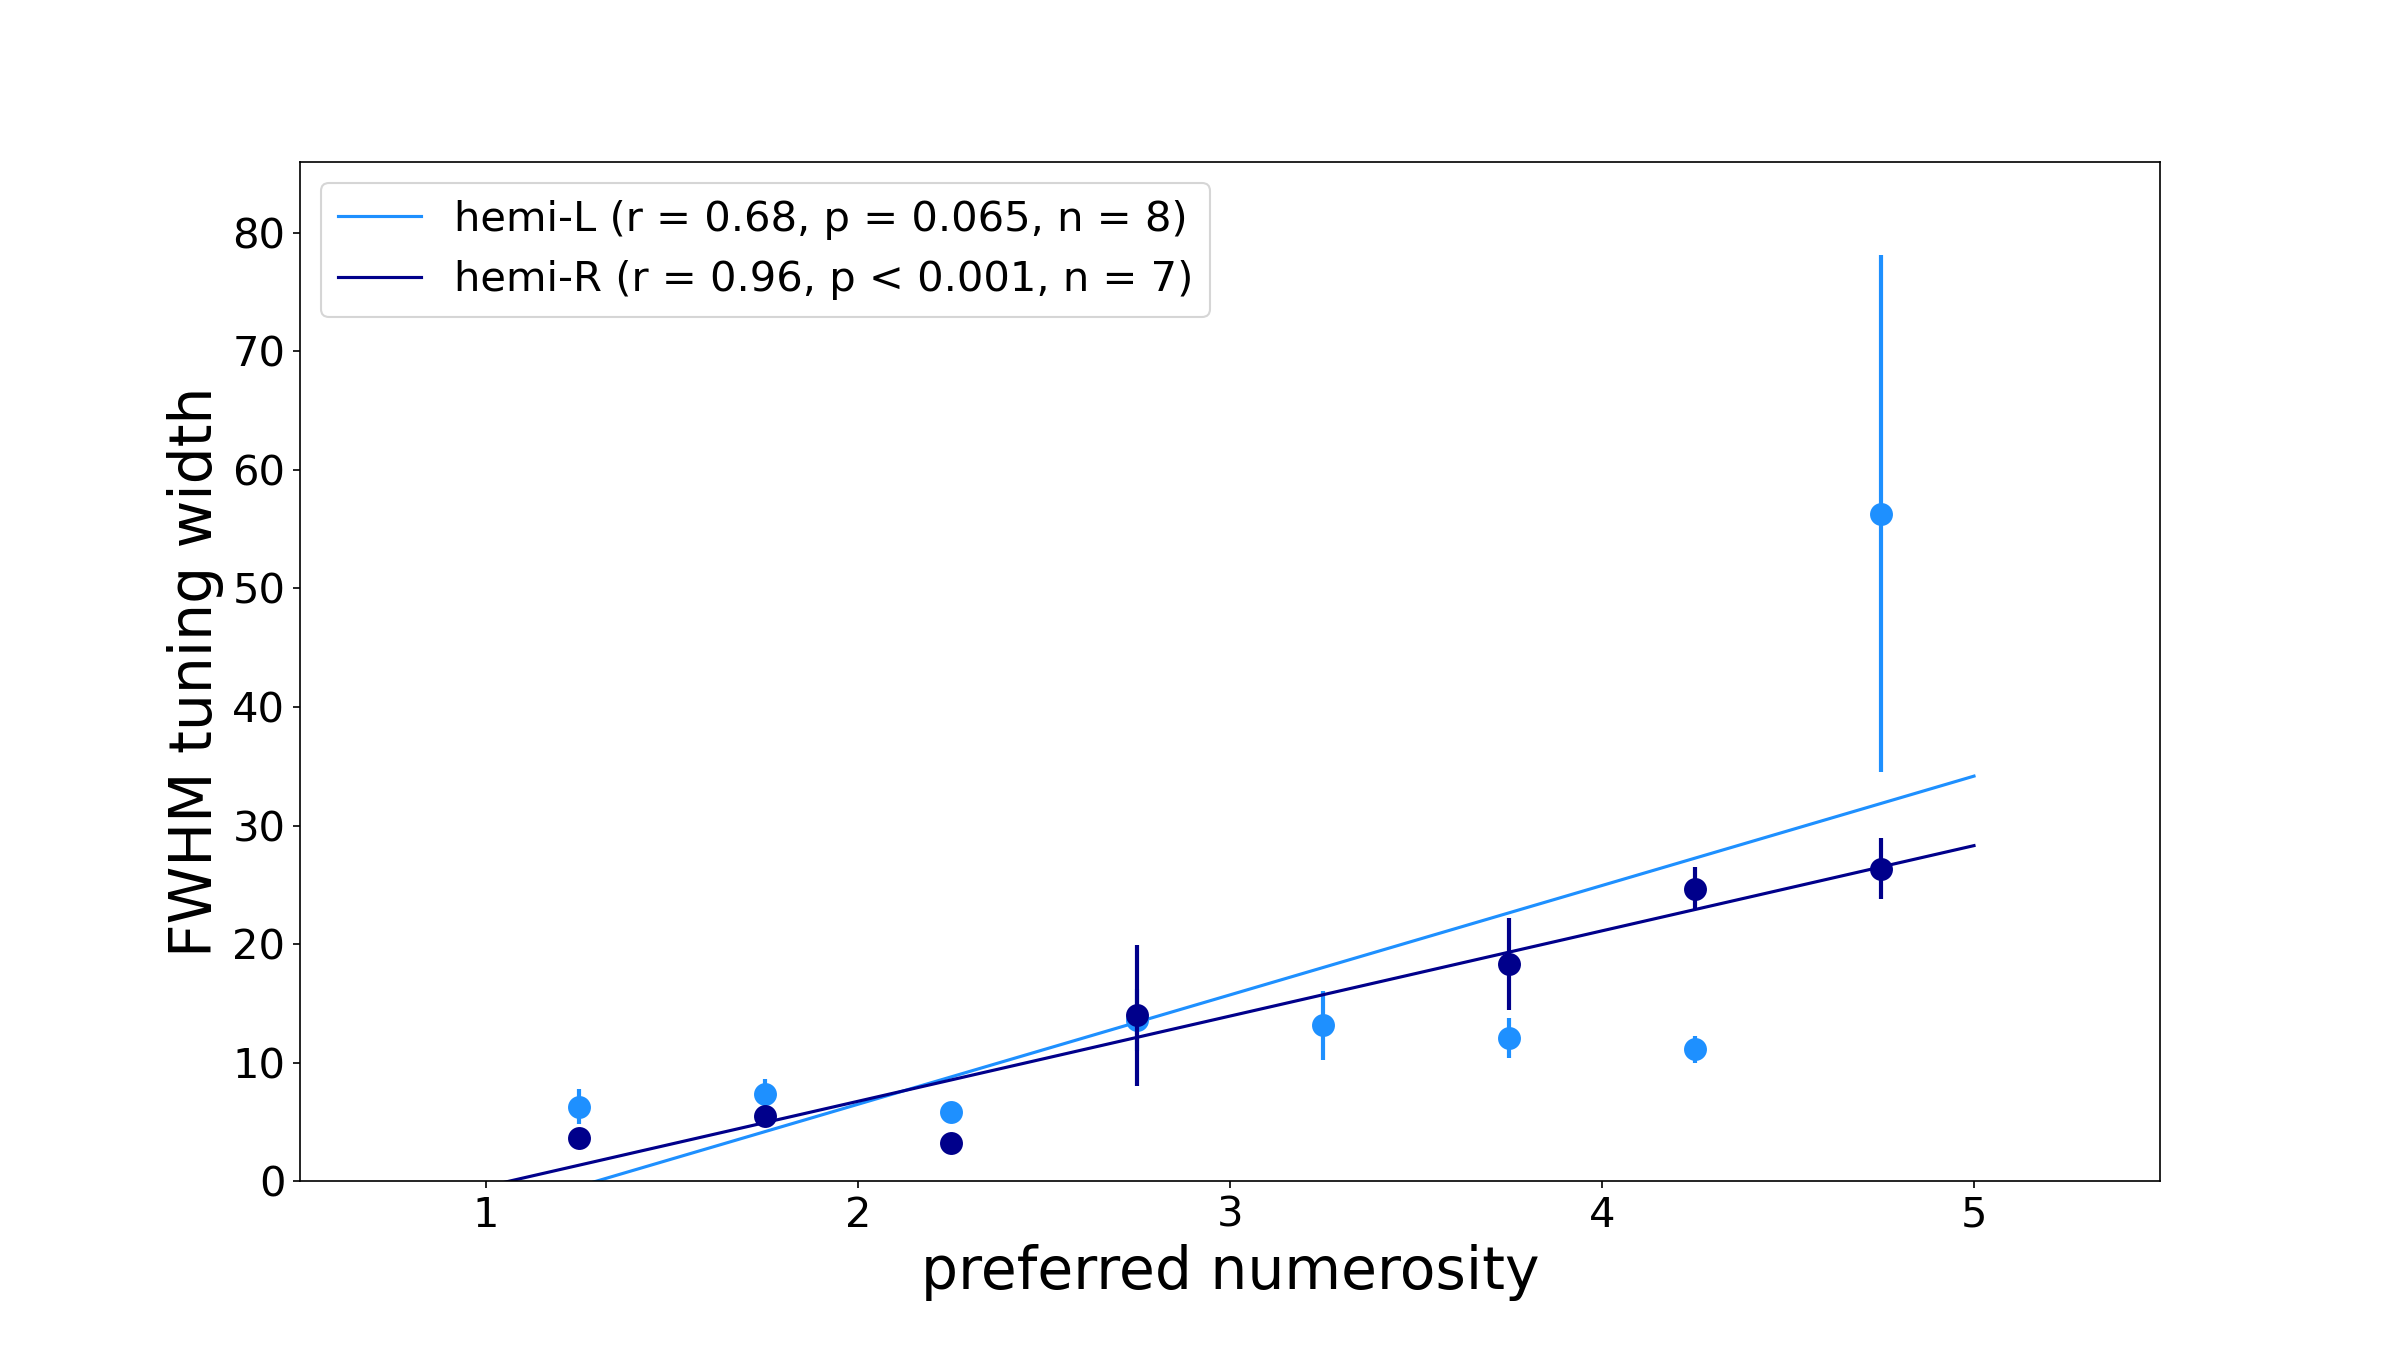 hemi-L (r = 0.68, p = 0.065, n = 8)
hemi-R (r = 0.96, p < 0.001, n = 7)
80
70
60
50
40
30
20
10
0
FWHM tuning width
1 2 3 4 5
preferred numerosity